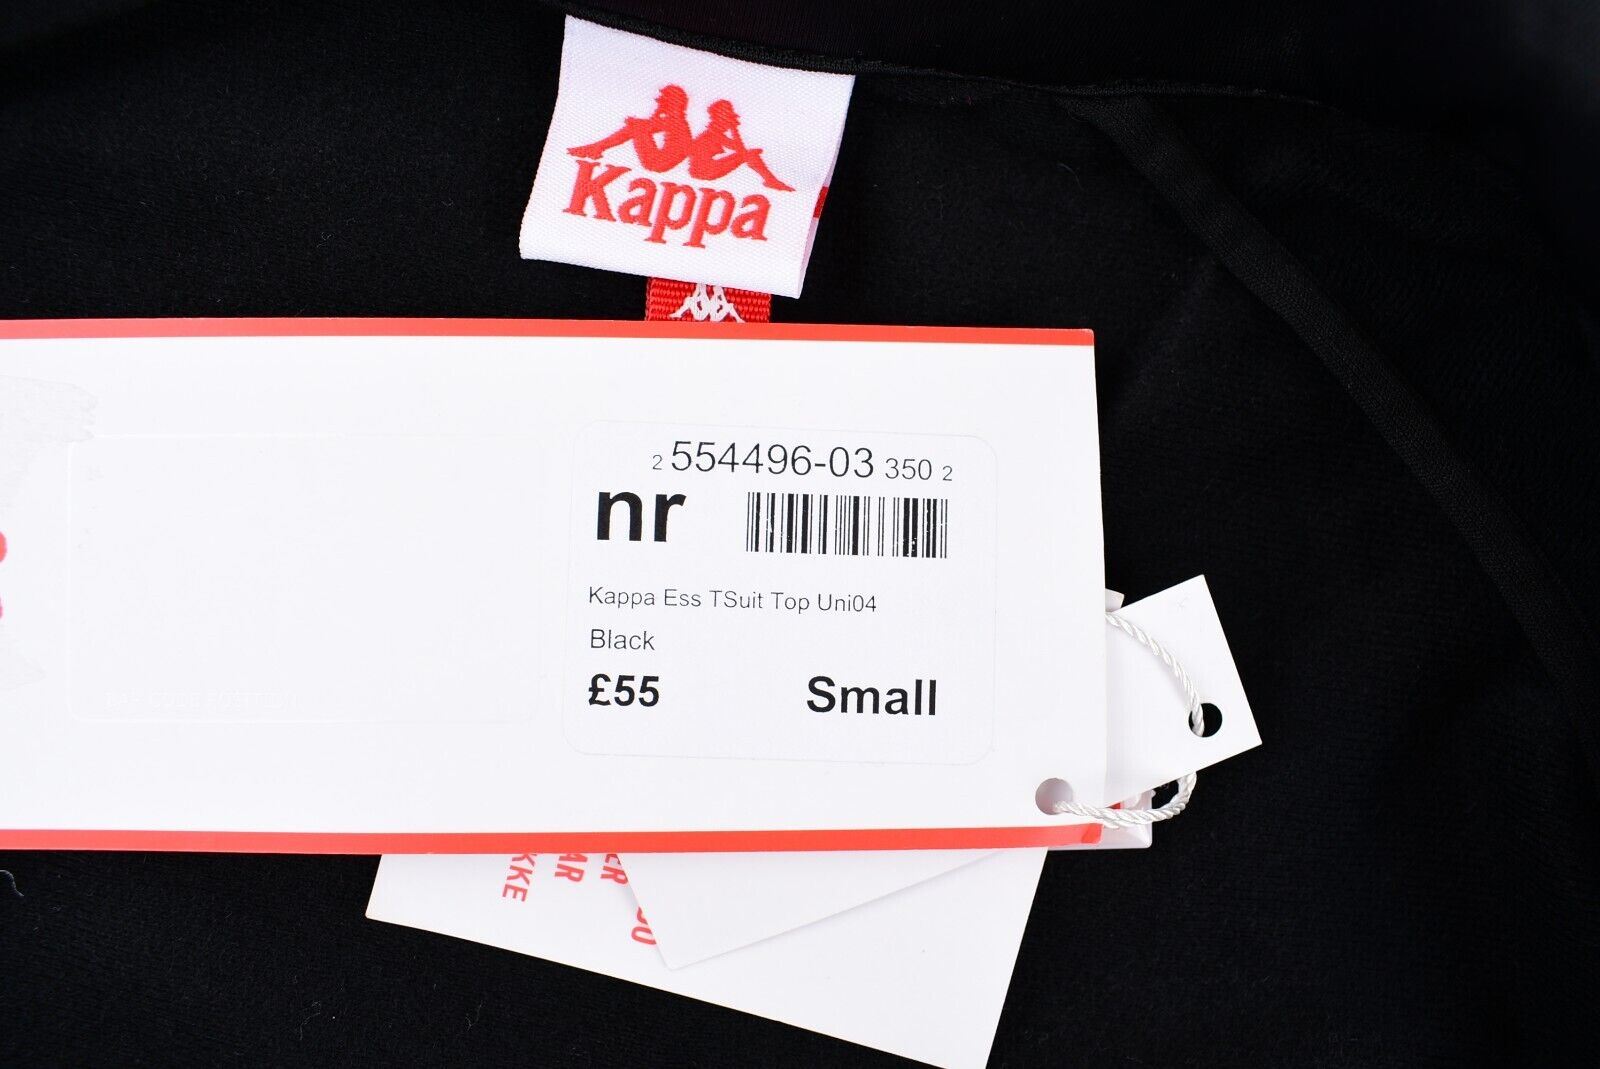 Kappa
2 554496-03 350 2
nr
Kappa Ess TSuit Top Uni04
Black
£55
Small